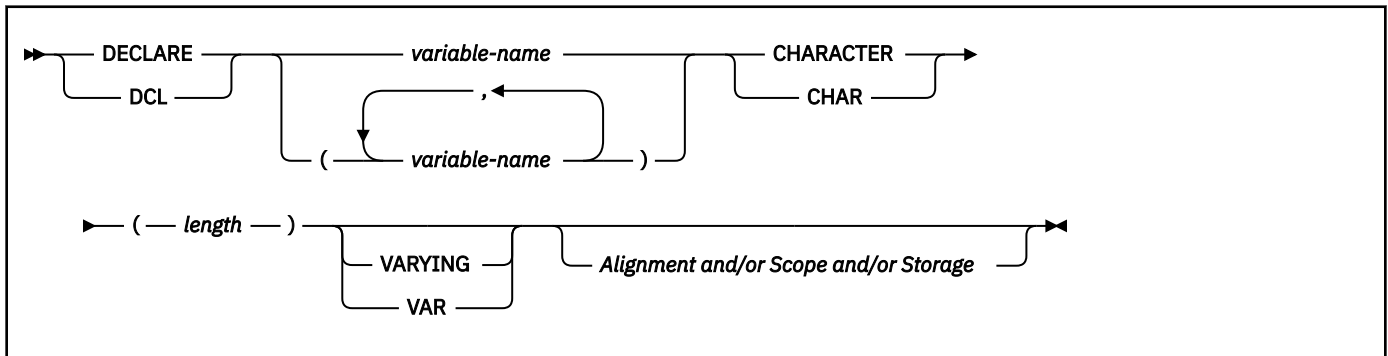 DECLARE variable-name CHARACTER
DCL , CHAR
( variable-name )
( length )
VARYING Alignment and/or Scope and/or Storage
VAR